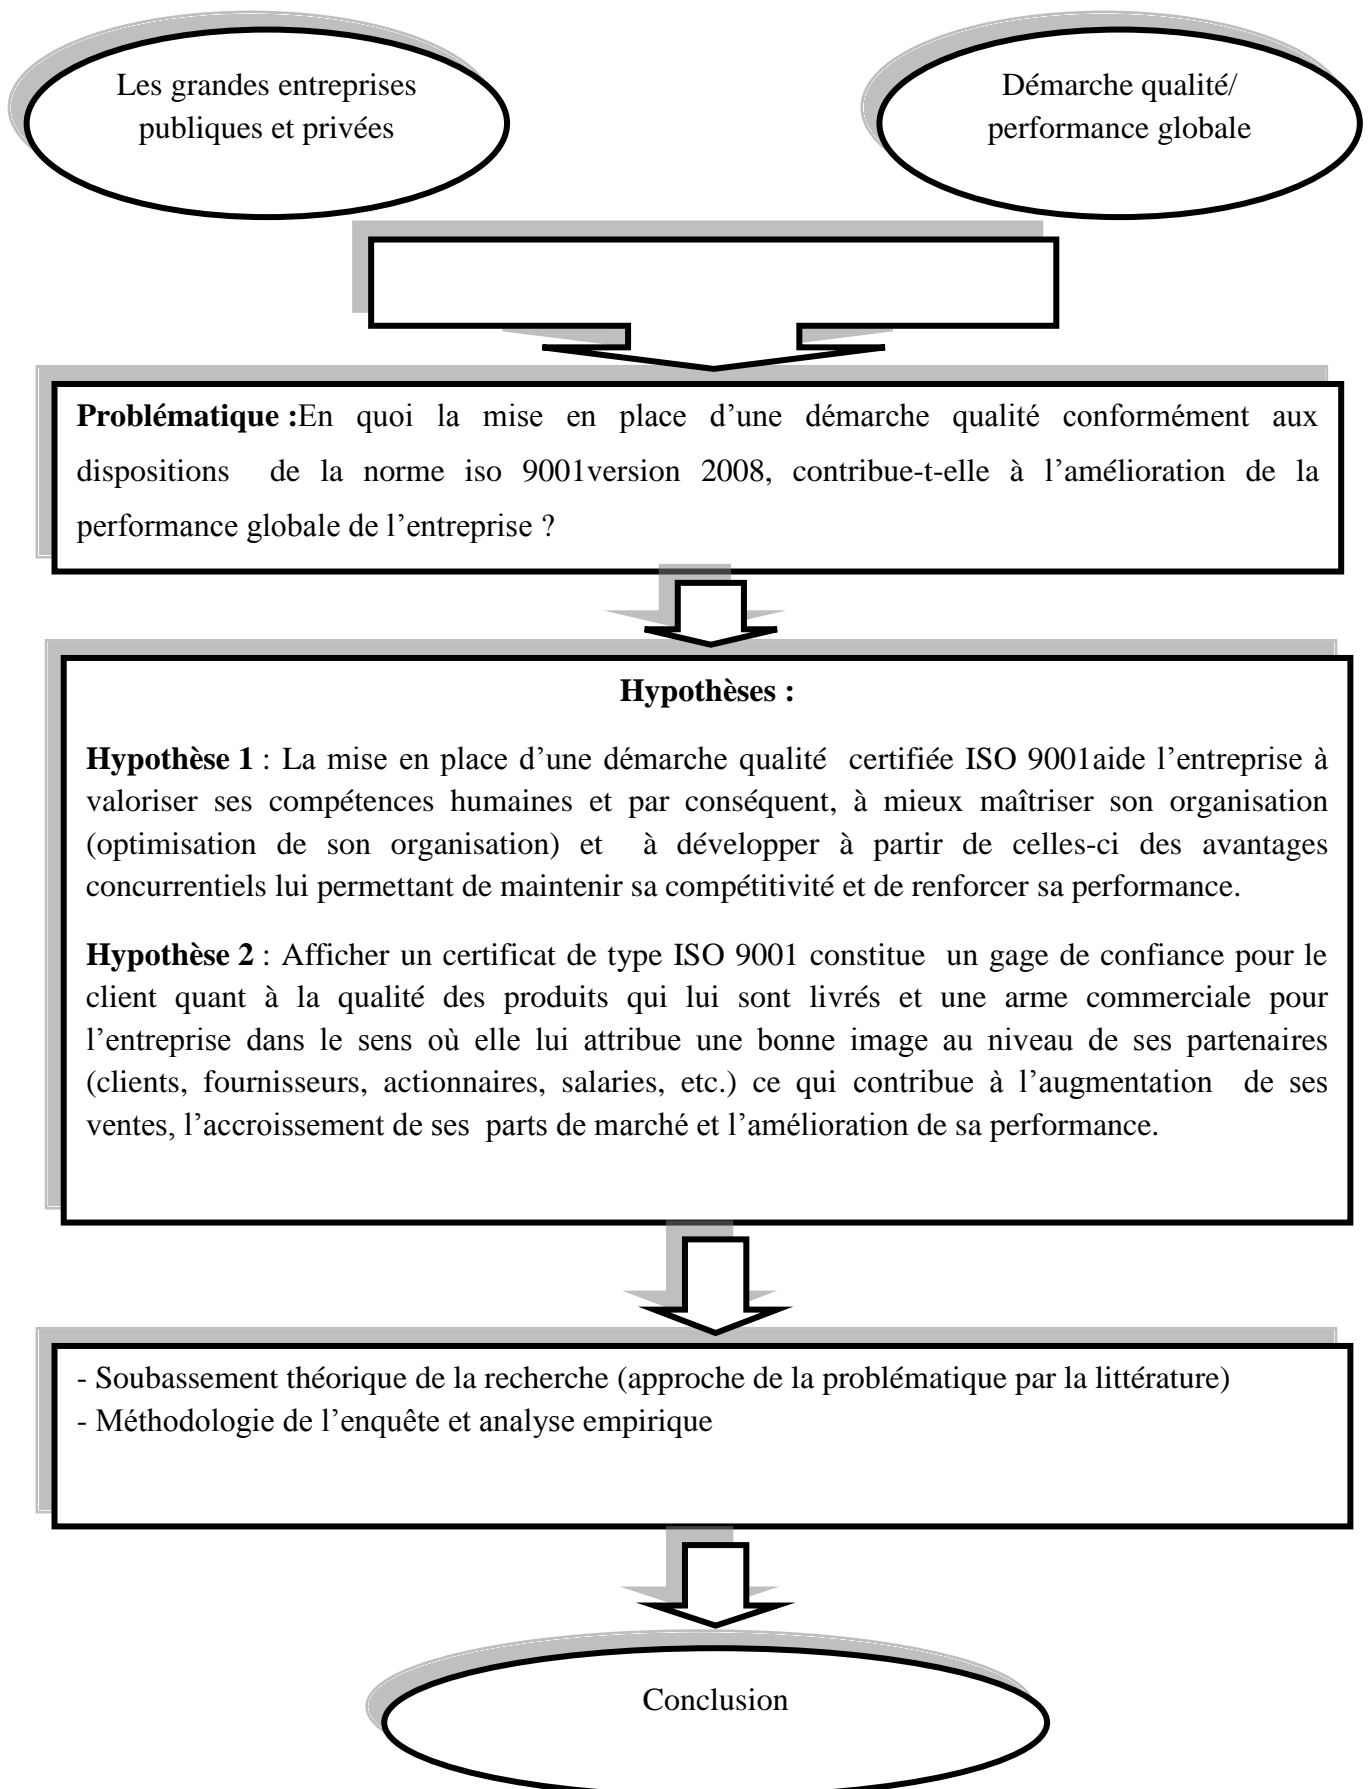 Les grandes entreprises
publiques et privées
Démarche qualité/
performance globale
Problématique :En quoi la mise en place d’une démarche qualité conformément aux
dispositions de la norme iso 9001version 2008, contribue-t-elle à l’amélioration de la
performance globale de l’entreprise ?
Hypothèses :
Hypothèse 1 : La mise en place d’une démarche qualité certifiée ISO 9001aide l’entreprise à
valoriser ses compétences humaines et par conséquent, à mieux maîtriser son organisation
(optimisation de son organisation) et à développer à partir de celles-ci des avantages
concurrentiels lui permettant de maintenir sa compétitivité et de renforcer sa performance.
Hypothèse 2 : Afficher un certificat de type ISO 9001 constitue un gage de confiance pour le
client quant à la qualité des produits qui lui sont livrés et une arme commerciale pour
l’entreprise dans le sens où elle lui attribue une bonne image au niveau de ses partenaires
(clients, fournisseurs, actionnaires, salaries, etc.) ce qui contribue à l’augmentation de ses
ventes, l’accroissement de ses parts de marché et l’amélioration de sa performance.
- Soubassement théorique de la recherche (approche de la problématique par la littérature)
- Méthodologie de l’enquête et analyse empirique
Conclusion